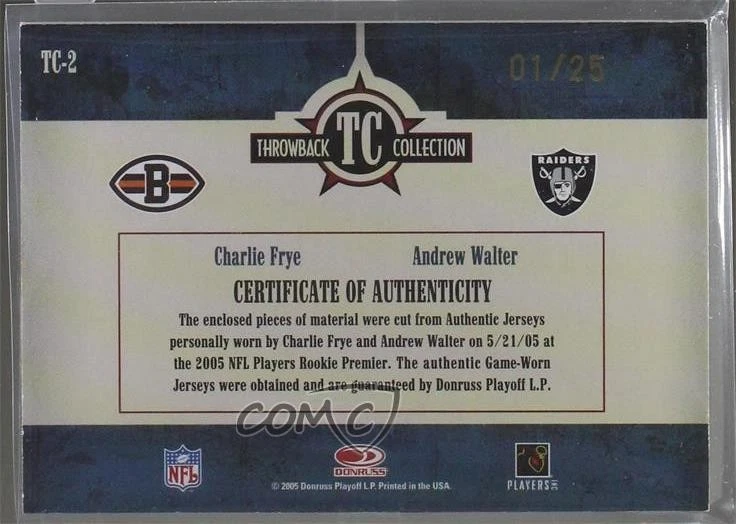 TC-2
01/25
THROWBACK TC COLLECTION
B
RAIDERS
Charlie Frye Andrew Walter
CERTIFICATE OF AUTHENTICITY
The enclosed pieces of material were cut from Authentic Jerseys
personally worn by Charlie Frye and Andrew Walter on 5/21/05 at
the 2005 NFL Players Rookie Premier. The authentic Game-Worn
Jerseys were obtained and are guaranteed by Donruss Playoff L.P.
COMC
NFL
DONRUSS
PLAYERS INC
© 2005 Donruss Playoff L.P. Printed in the USA.